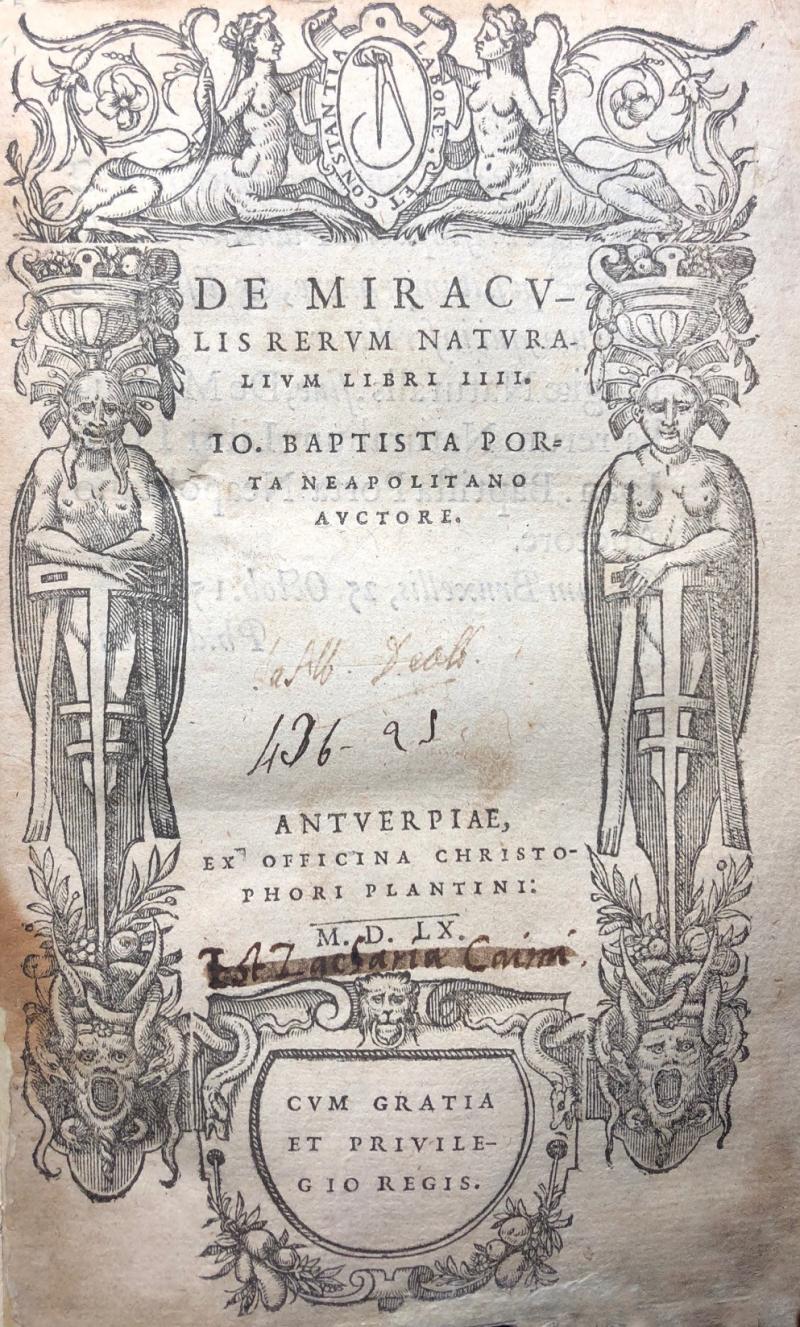 LABORE ET CONSTANTIA
DE MIRACV-
LIS RERVM NATVRA-
LIVM LIBRI IIII.
IO. BAPTISTA POR-
TA NEAPOLITANO
AVCTORE.
436-
ANTVERPIAE,
EX OFFICINA CHRISTO-
PHORI PLANTINI:
M. D. LX.
Est Zacharia
CVM GRATIA
ET PRIVILE-
GIO REGIS.